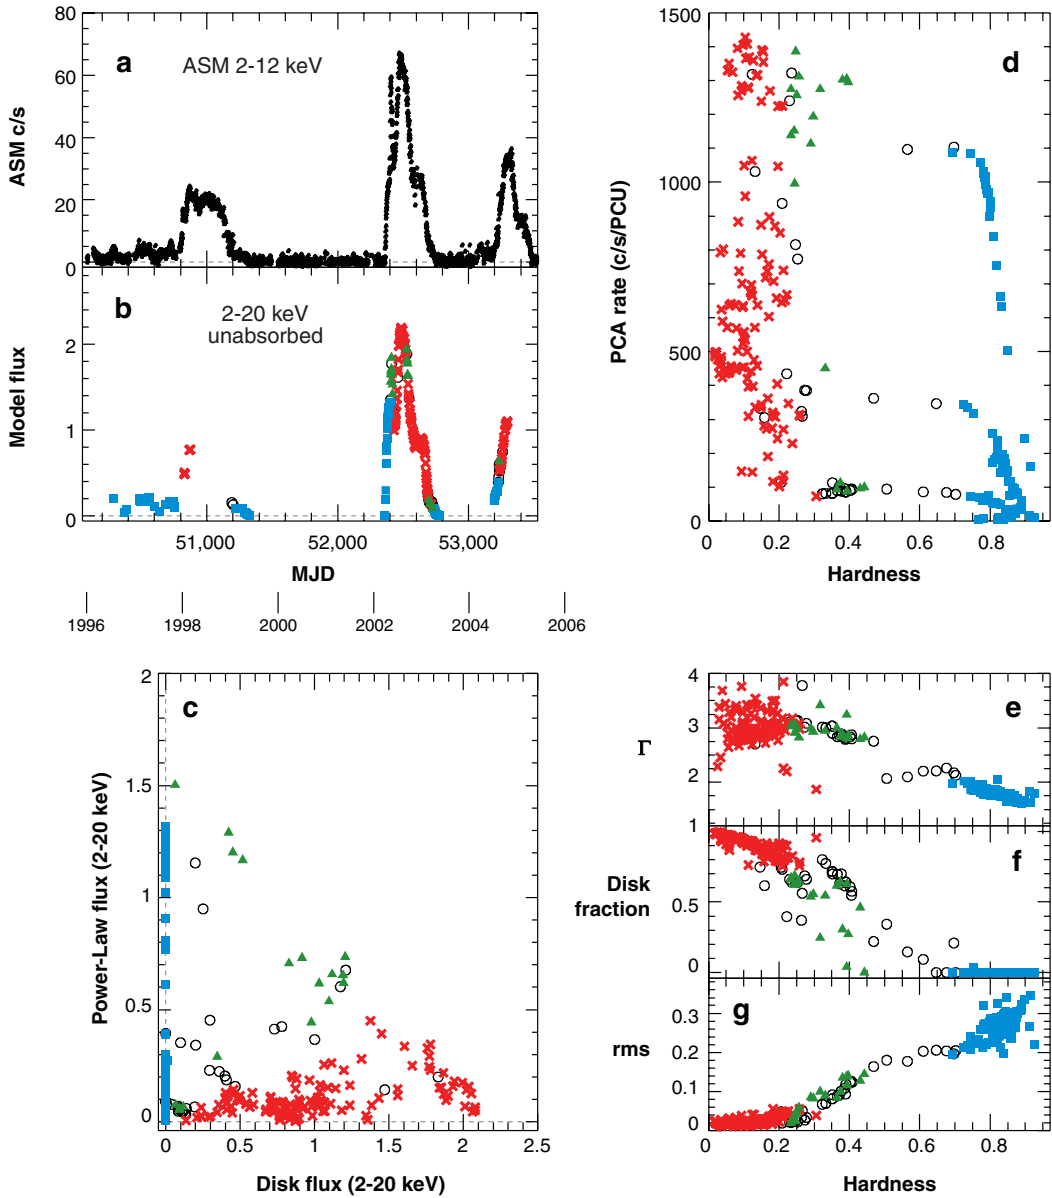 a
ASM 2-12 keV
ASM c/s
80
60
40
20
0
b
2-20 keV
unabsorbed
Model flux
2
1
0
51,000
52,000
53,000
MJD
1996
1998
2000
2002
2004
2006
c
Power-Law flux (2-20 keV)
2
1.5
1
0.5
0
0
0.5
1
1.5
2
2.5
Disk flux (2-20 keV)
d
PCA rate (c/s/PCU)
1500
1000
500
0
0
0.2
0.4
0.6
0.8
Hardness
e
Γ
4
3
2
1
f
Disk
fraction
0.5
0
g
rms
0.3
0.2
0.1
0
0
0.2
0.4
0.6
0.8
Hardness